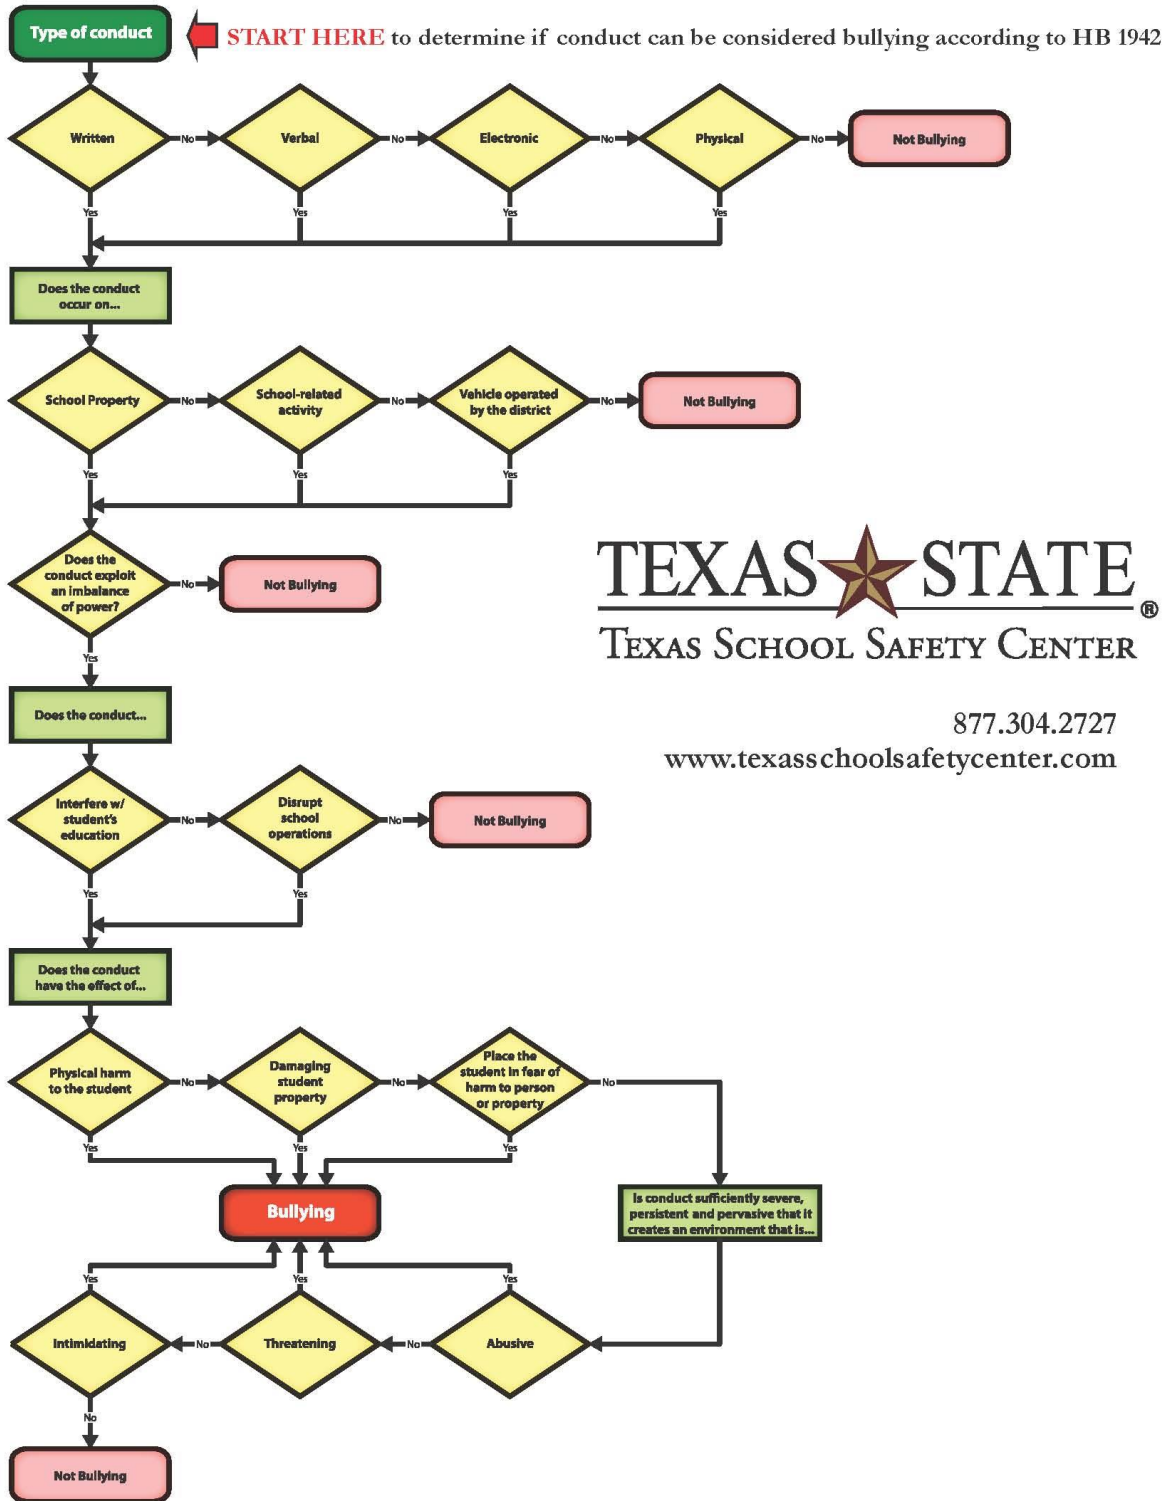 Type of conduct
START HERE to determine if conduct can be considered bullying according to HB 1942
Written
No
Verbal
No
Electronic
No
Physical
No
Not Bullying
Yes
Yes
Yes
Yes
Does the conduct
occur on...
School Property
No
School-related
activity
No
Vehicle operated
by the district
No
Not Bullying
Yes
Yes
Yes
Does the
conduct exploit
an imbalance
of power?
No
Not Bullying
TEXAS STATE
®
TEXAS SCHOOL SAFETY CENTER
877.304.2727
www.texasschoolsafetycenter.com
Yes
Does the conduct...
Interfere w/
student's
education
No
Disrupt
school
operations
No
Not Bullying
Yes
Yes
Does the conduct
have the effect of...
Physical harm
to the student
No
Damaging
student
property
No
Place the
student in fear of
harm to person
or property
No
Yes
Yes
Yes
Bullying
Is conduct sufficiently severe,
persistent and pervasive that it
creates an environment that is...
Yes
Yes
Yes
Intimidating
No
Threatening
No
Abusive
No
Not Bullying